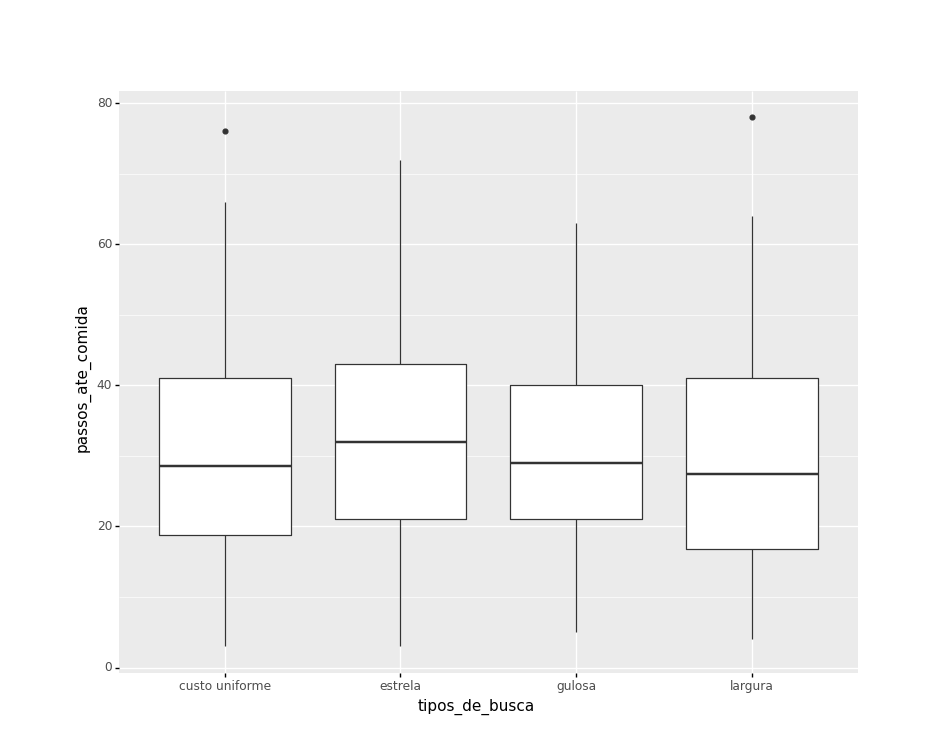 80
60
40
20
0
passos_ate_comida
custo uniforme
estrela
gulosa
largura
tipos_de_busca